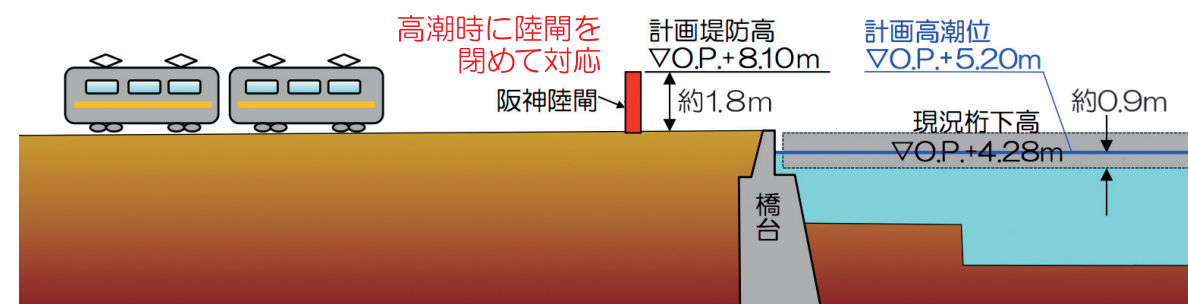 高潮時に陸閘を
閉めて対応
計画堤防高
▽O.P.+8.10m
計画高潮位
▽O.P.+5.20m
阪神陸閘
約1.8m
約0.9m
現況桁下高
▽O.P.+4.28m
橋台